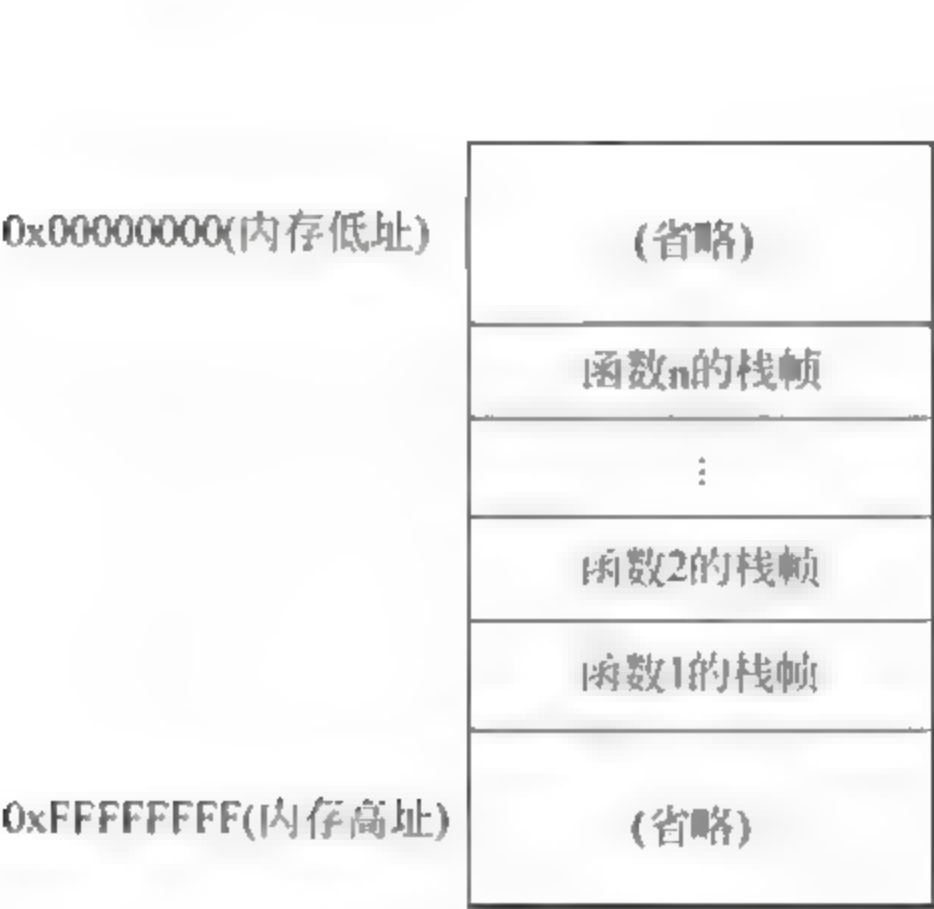 0x00000000(内存低址)
(省略)
函数n的栈帧
⋮
函数2的栈帧
函数1的栈帧
0xFFFFFFFF(内存高址)
(省略)